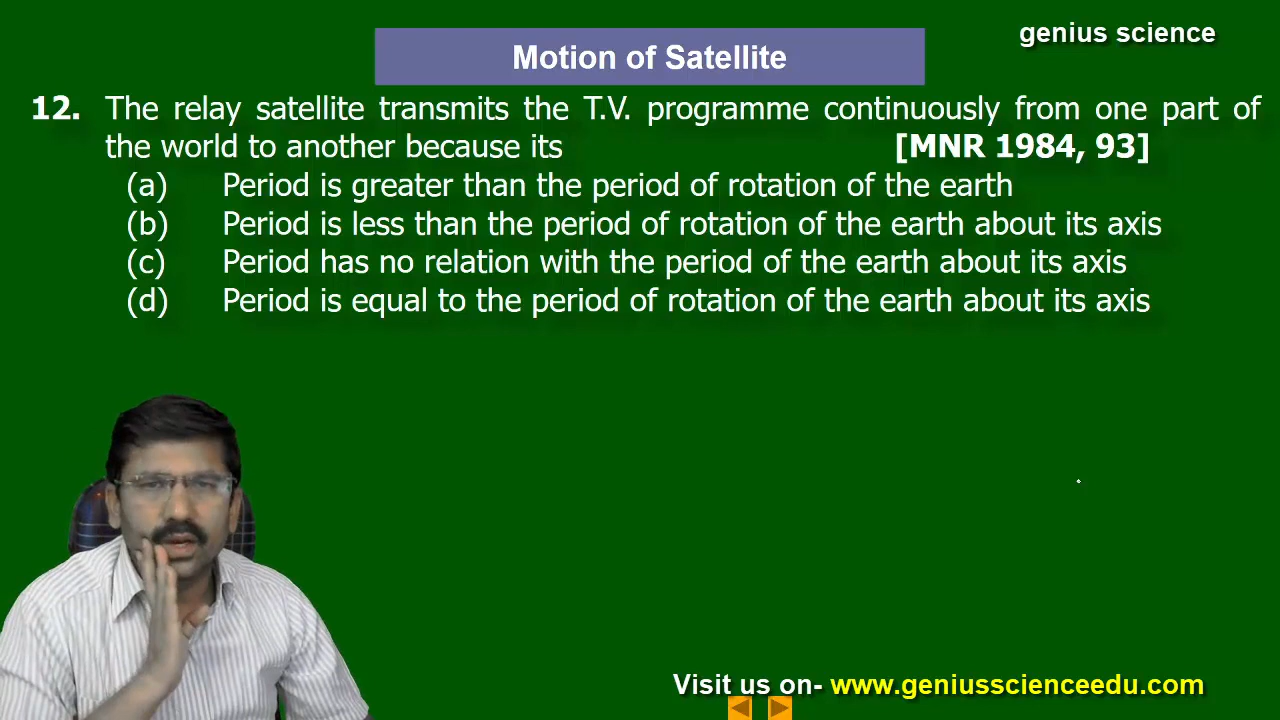 genius science
Motion of Satellite
12. The relay satellite transmits the T.V. programme continuously from one part of
the world to another because its [MNR 1984, 93]
(a) Period is greater than the period of rotation of the earth
(b) Period is less than the period of rotation of the earth about its axis
(c) Period has no relation with the period of the earth about its axis
(d) Period is equal to the period of rotation of the earth about its axis
Visit us on- www.geniusscienceedu.com